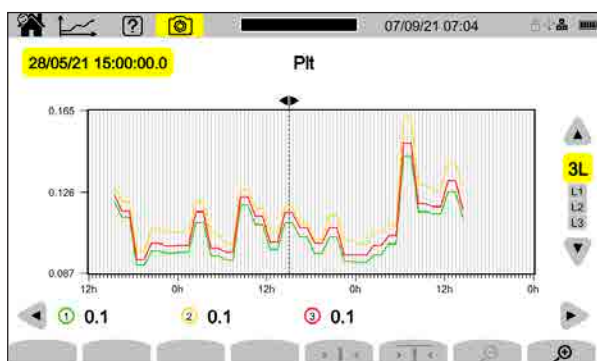 ?
07/09/21 07:04
28/05/21 15:00:00.0
Plt
0.165
0.126
0.087
12h 0h 12h 0h 12h 0h
3L
L1
L2
L3
1 0.1 2 0.1 3 0.1